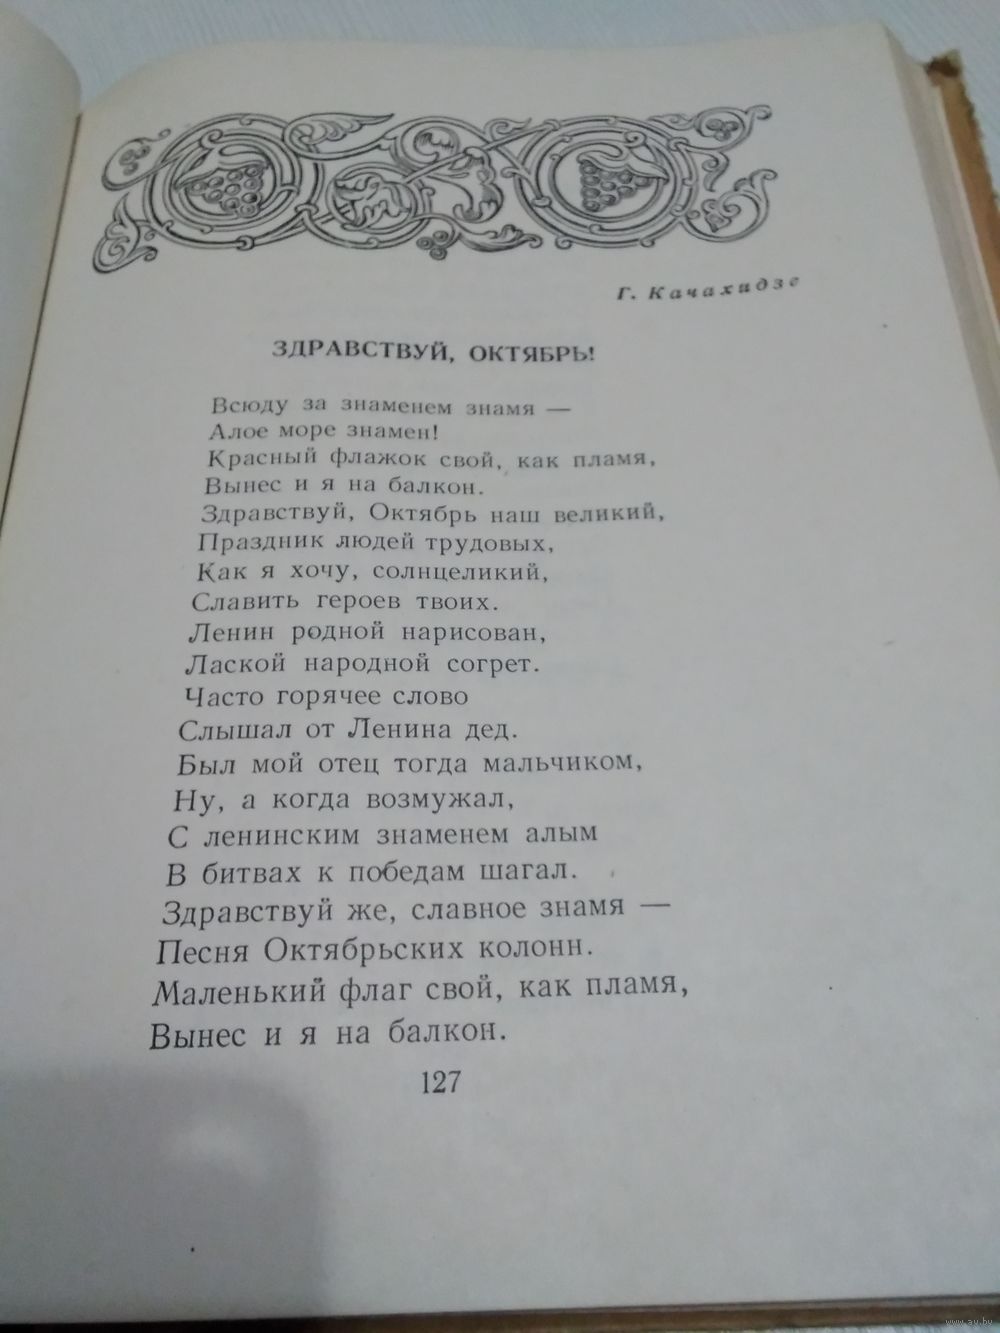 Г. Качахидзе
ЗДРАВСТВУЙ, ОКТЯБРЬ!
Всюду за знаменем знамя —
Алое море знамен!
Красный флажок свой, как пламя,
Вынес и я на балкон.
Здравствуй, Октябрь наш великий,
Праздник людей трудовых,
Как я хочу, солнцеликий,
Славить героев твоих.
Ленин родной нарисован,
Лаской народной согрет.
Часто горячее слово
Слышал от Ленина дед.
Был мой отец тогда мальчиком,
Ну, а когда возмужал,
С ленинским знаменем алым
В битвах к победам шагал.
Здравствуй же, славное знамя —
Песня Октябрьских колонн.
Маленький флаг свой, как пламя,
Вынес и я на балкон.
127
www.ay.by